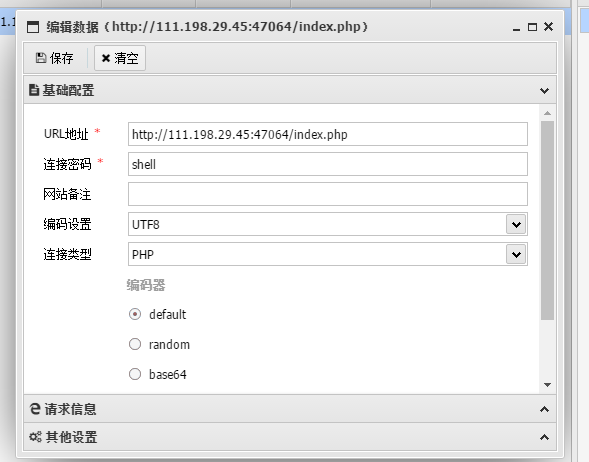 1.1
编辑数据（http://111.198.29.45:47064/index.php）
保存 清空
基础配置
URL地址 * http://111.198.29.45:47064/index.php
连接密码 * shell
网站备注
编码设置 UTF8
连接类型 PHP
编码器
default
random
base64
请求信息
其他设置